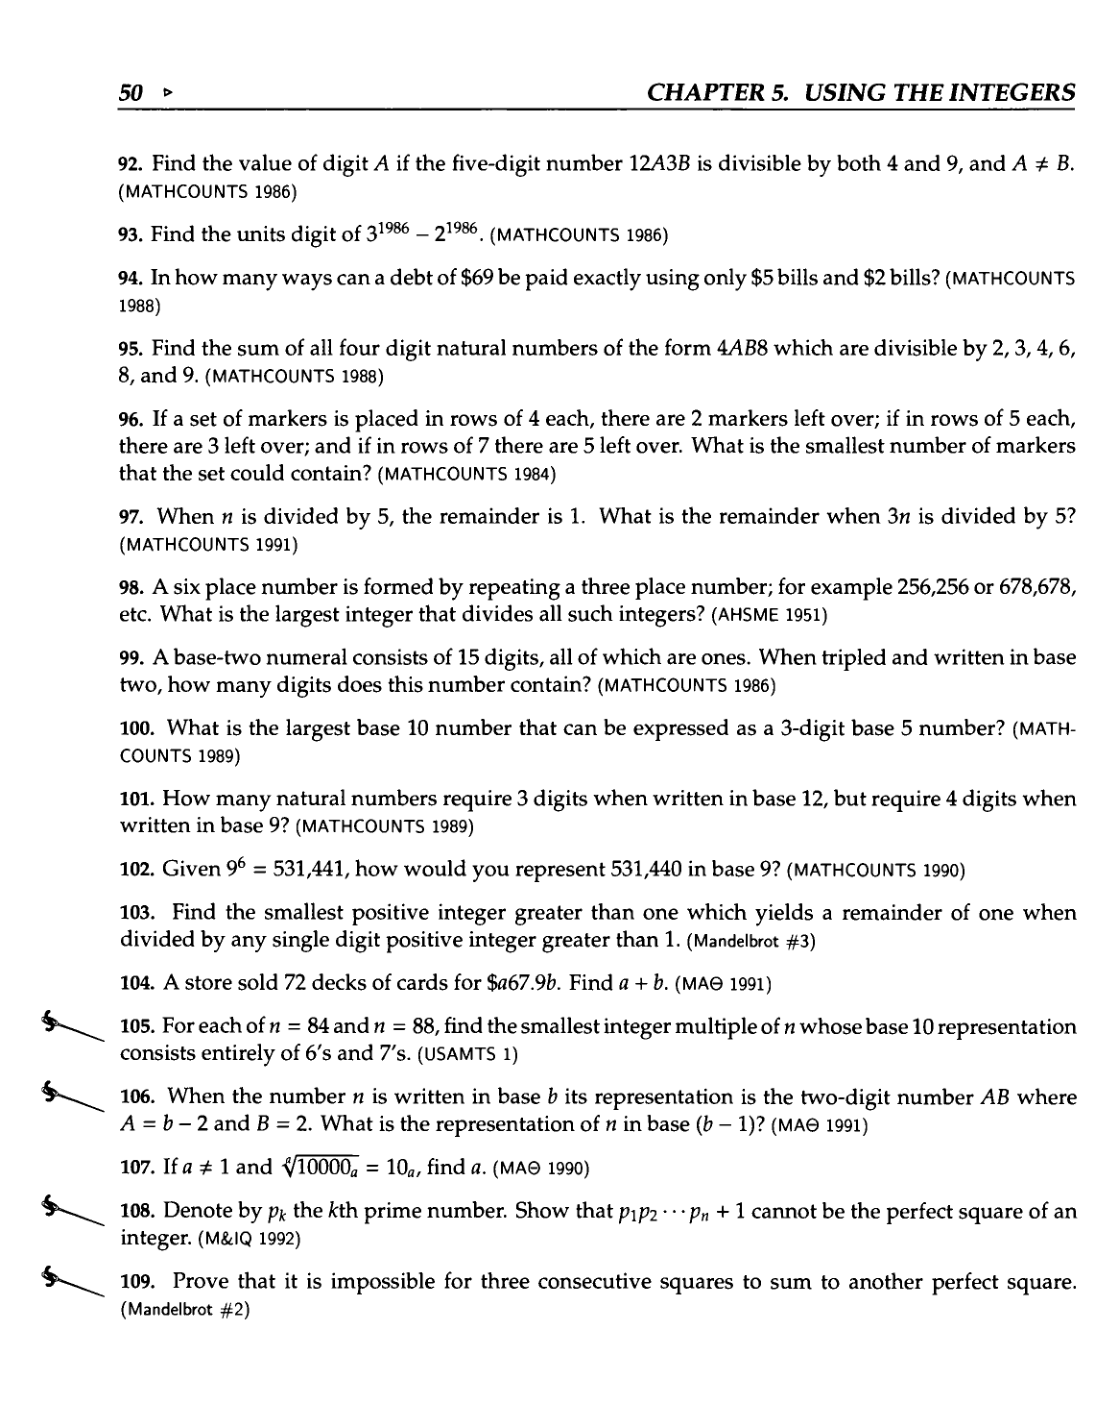 50 ▷ CHAPTER 5. USING THE INTEGERS
92. Find the value of digit A if the five-digit number 12A3B is divisible by both 4 and 9, and A ≠ B.
(MATHCOUNTS 1986)
93. Find the units digit of 3¹⁹⁸⁶ − 2¹⁹⁸⁶. (MATHCOUNTS 1986)
94. In how many ways can a debt of $69 be paid exactly using only $5 bills and $2 bills? (MATHCOUNTS
1988)
95. Find the sum of all four digit natural numbers of the form 4AB8 which are divisible by 2, 3, 4, 6,
8, and 9. (MATHCOUNTS 1988)
96. If a set of markers is placed in rows of 4 each, there are 2 markers left over; if in rows of 5 each,
there are 3 left over; and if in rows of 7 there are 5 left over. What is the smallest number of markers
that the set could contain? (MATHCOUNTS 1984)
97. When n is divided by 5, the remainder is 1. What is the remainder when 3n is divided by 5?
(MATHCOUNTS 1991)
98. A six place number is formed by repeating a three place number; for example 256,256 or 678,678,
etc. What is the largest integer that divides all such integers? (AHSME 1951)
99. A base-two numeral consists of 15 digits, all of which are ones. When tripled and written in base
two, how many digits does this number contain? (MATHCOUNTS 1986)
100. What is the largest base 10 number that can be expressed as a 3-digit base 5 number? (MATH-
COUNTS 1989)
101. How many natural numbers require 3 digits when written in base 12, but require 4 digits when
written in base 9? (MATHCOUNTS 1989)
102. Given 9⁶ = 531,441, how would you represent 531,440 in base 9? (MATHCOUNTS 1990)
103. Find the smallest positive integer greater than one which yields a remainder of one when
divided by any single digit positive integer greater than 1. (Mandelbrot #3)
104. A store sold 72 decks of cards for $a67.9b. Find a + b. (MAΘ 1991)
105. For each of n = 84 and n = 88, find the smallest integer multiple of n whose base 10 representation
consists entirely of 6's and 7's. (USAMTS 1)
106. When the number n is written in base b its representation is the two-digit number AB where
A = b − 2 and B = 2. What is the representation of n in base (b − 1)? (MAΘ 1991)
107. If a ≠ 1 and ᵃ√10000ₐ = 10ₐ, find a. (MAΘ 1990)
108. Denote by pₖ the kth prime number. Show that p₁p₂ ⋯ pₙ + 1 cannot be the perfect square of an
integer. (M&IQ 1992)
109. Prove that it is impossible for three consecutive squares to sum to another perfect square.
(Mandelbrot #2)